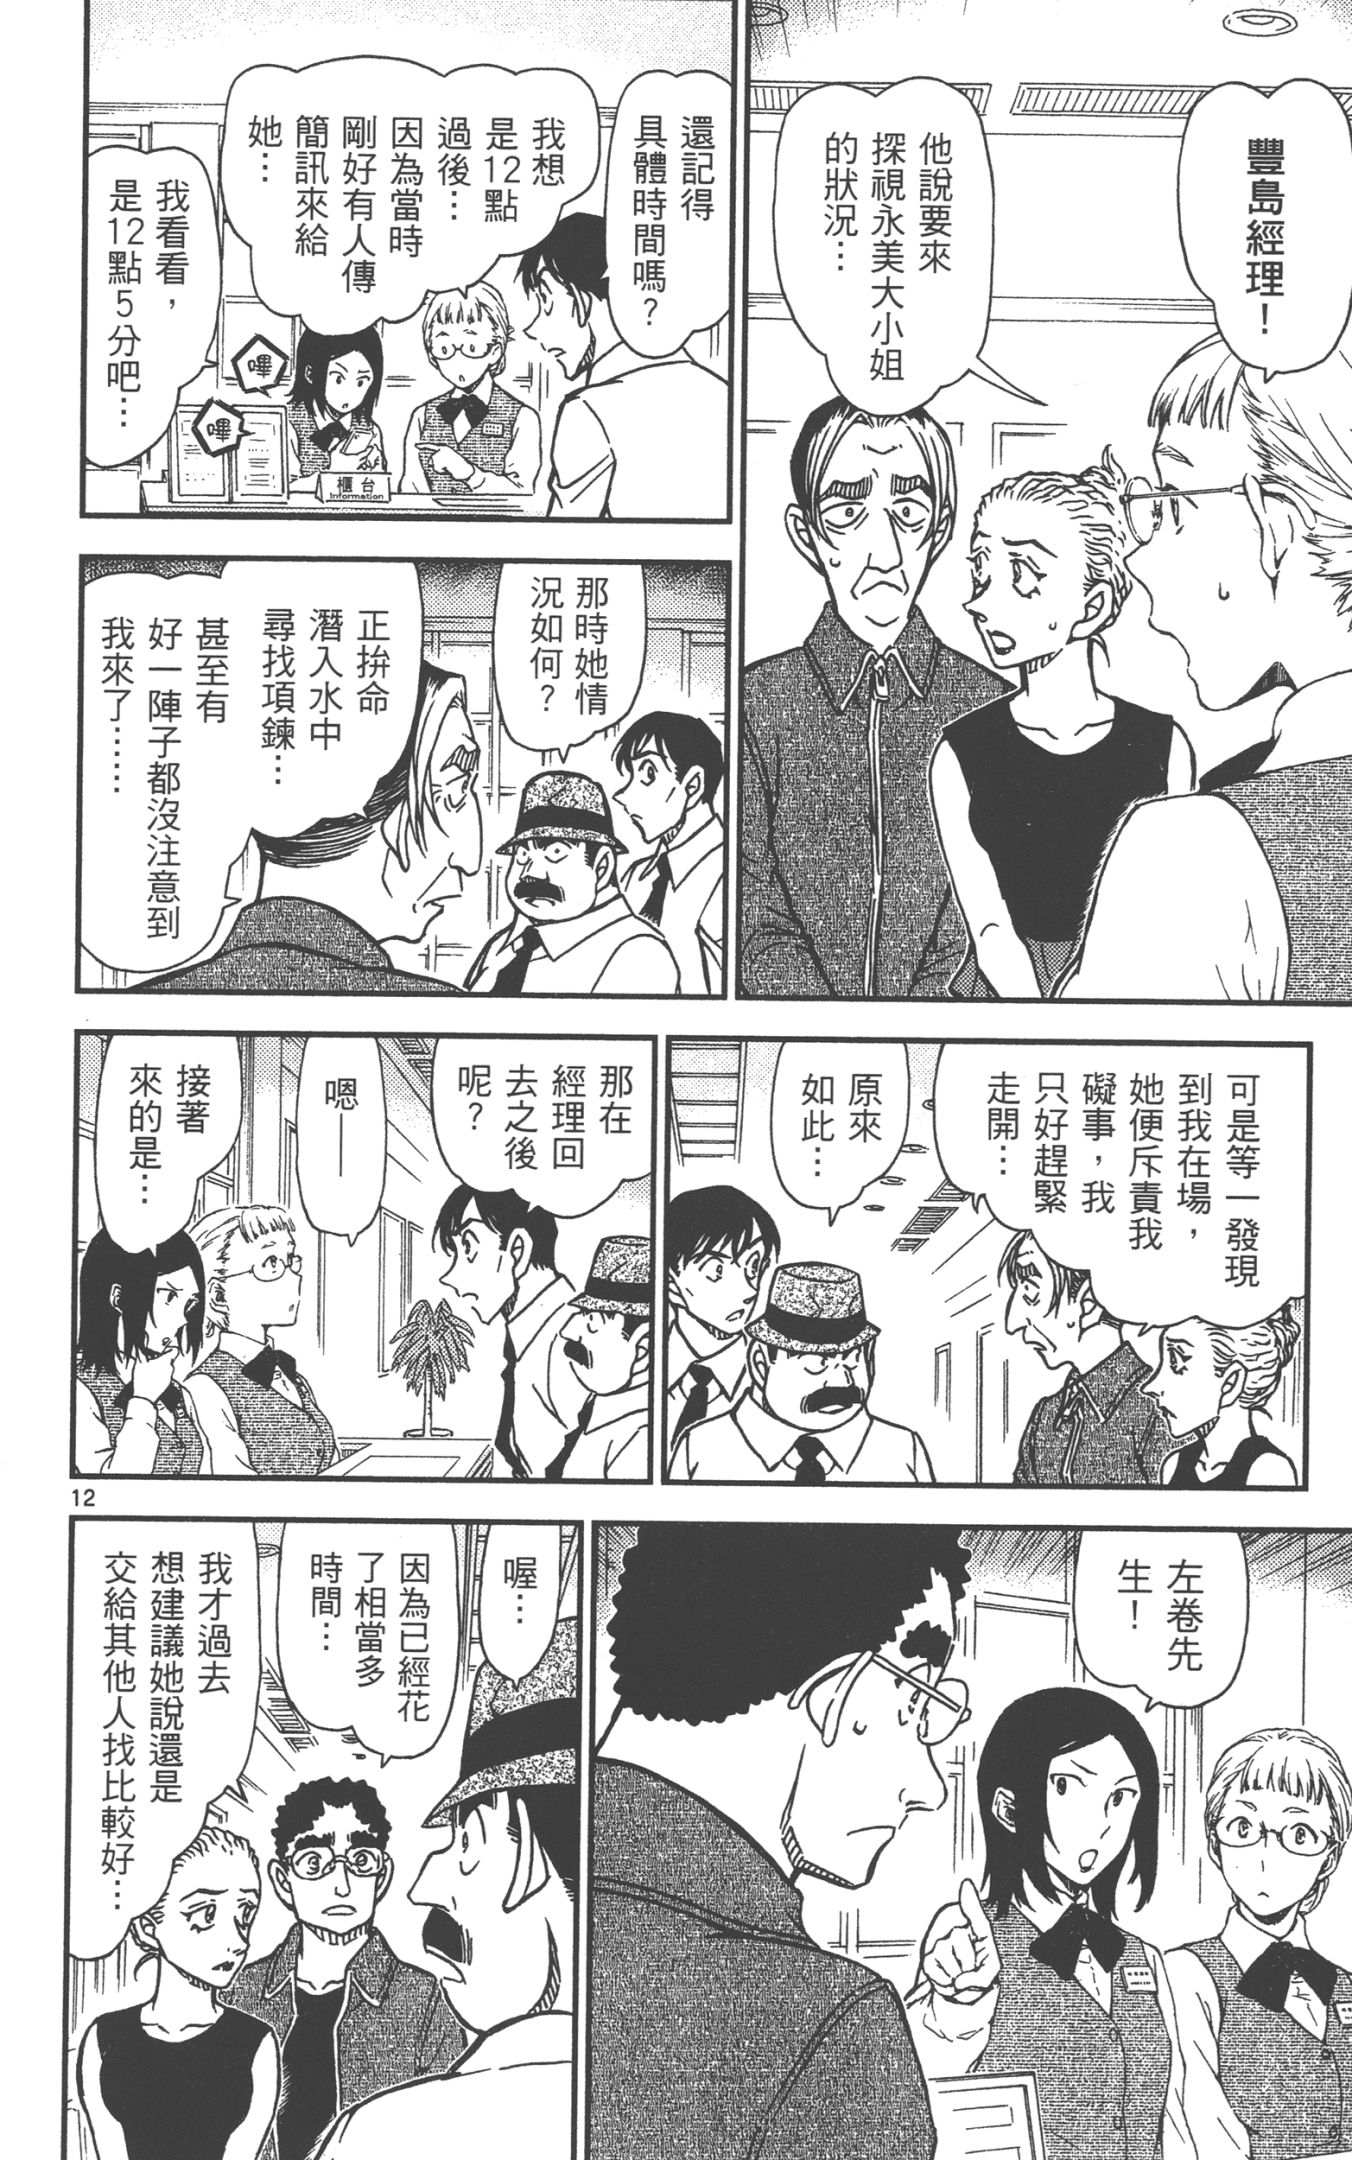 豐島經理！
他說要來
探視永美大小姐
的狀況…
還記得
具體時間嗎？
我想
是12點
過後…
因為當時
剛好有人傳
簡訊來給
她…
我看看，
是12點5分吧…
嗶
嗶
櫃台
Information
那時她情
況如何？
正拚命
潛入水中
尋找項鍊…
甚至有
好一陣子都沒注意到
我來了……
可是等一發現
到我在場，
她便斥責我
礙事，我
只好趕緊
走開…
原來
如此…
那在
經理回
去之後
呢？
嗯——
接著
來的是…
12
左卷先
生！
喔…
因為已經花
了相當多
時間…
我才過去
想建議她說還是
交給其他人找比較好…